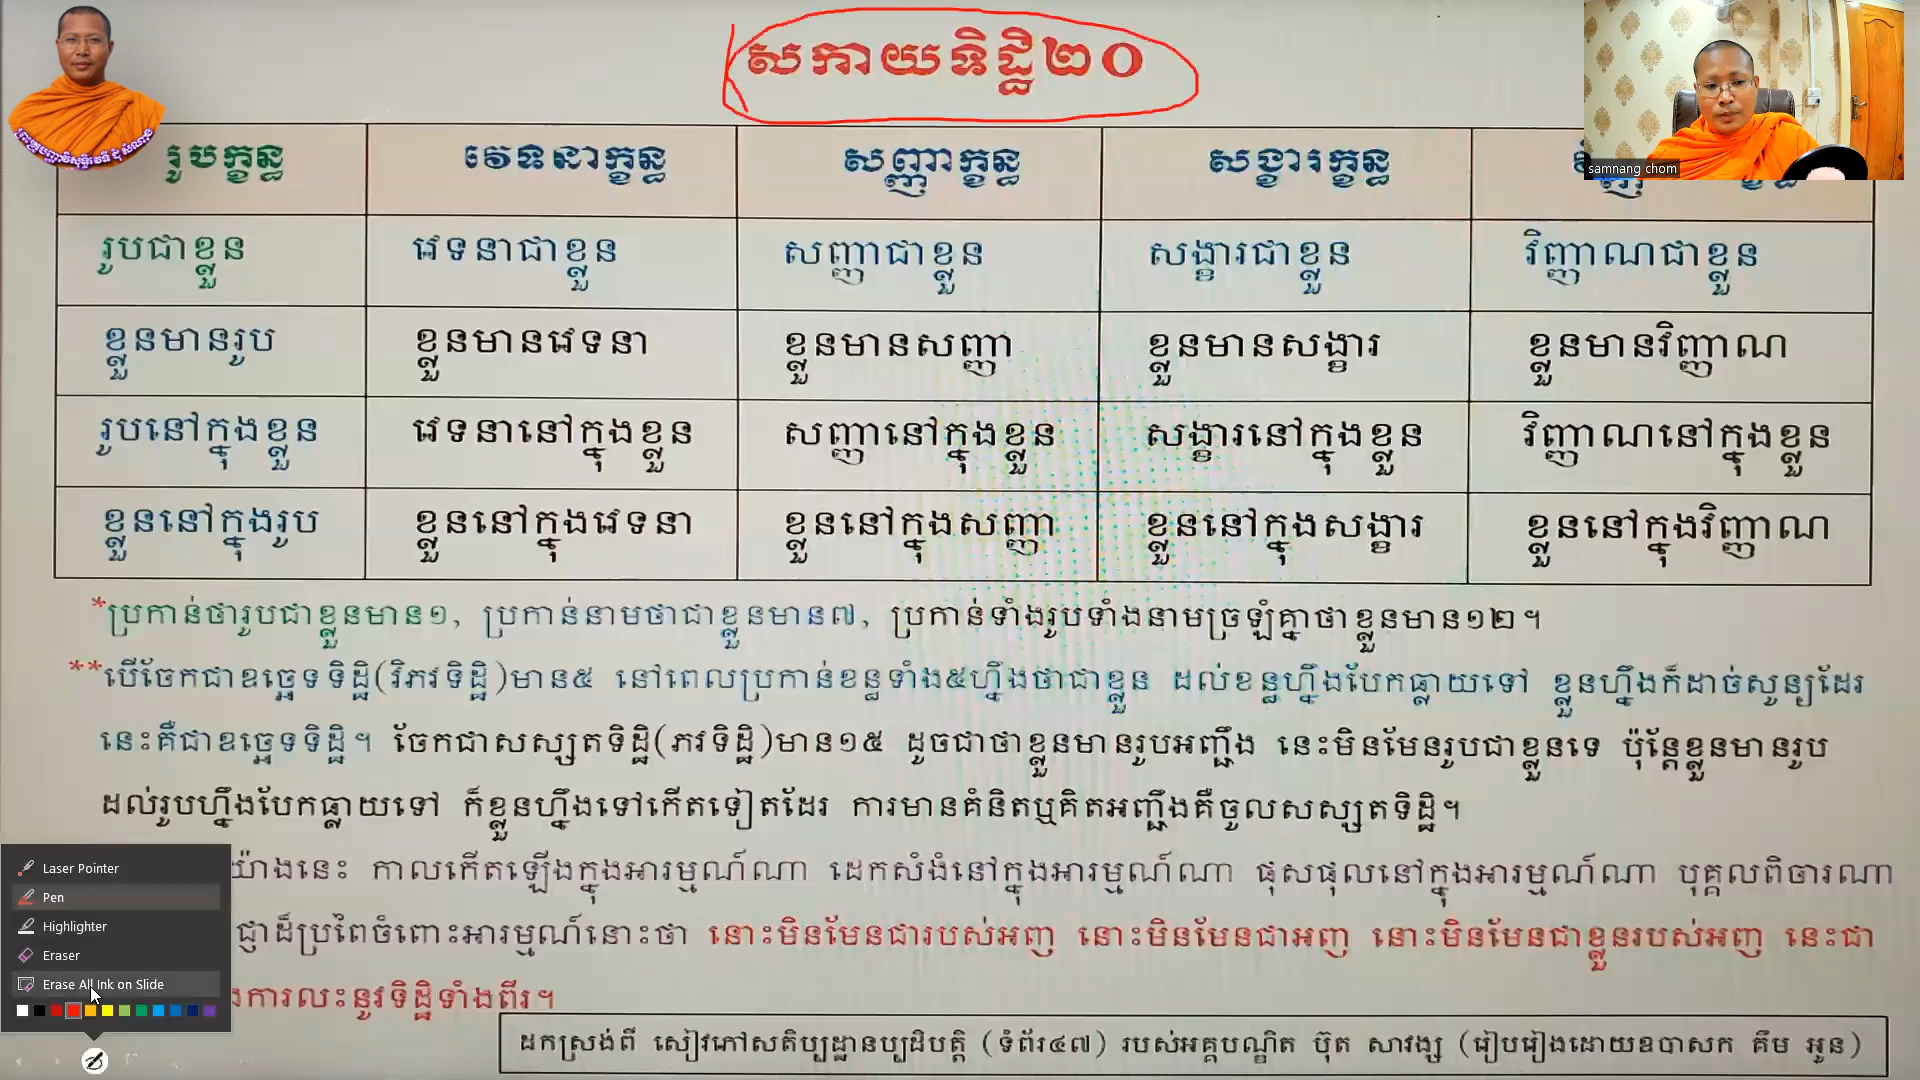 សកាយទិដ្ឋិ២០
samnang chom
រូបក្ខន្ធ វេទនាក្ខន្ធ សញ្ញាក្ខន្ធ សង្ខារក្ខន្ធ
រូបជាខ្លួន វេទនាជាខ្លួន សញ្ញាជាខ្លួន សង្ខារជាខ្លួន វិញ្ញាណជាខ្លួន
ខ្លួនមានរូប ខ្លួនមានវេទនា ខ្លួនមានសញ្ញា ខ្លួនមានសង្ខារ ខ្លួនមានវិញ្ញាណ
រូបនៅក្នុងខ្លួន វេទនានៅក្នុងខ្លួន សញ្ញានៅក្នុងខ្លួន សង្ខារនៅក្នុងខ្លួន វិញ្ញាណនៅក្នុងខ្លួន
ខ្លួននៅក្នុងរូប ខ្លួននៅក្នុងវេទនា ខ្លួននៅក្នុងសញ្ញា ខ្លួននៅក្នុងសង្ខារ ខ្លួននៅក្នុងវិញ្ញាណ
*ប្រកាន់ថារូបជាខ្លួនមាន១, ប្រកាន់នាមថាជាខ្លួនមាន៧, ប្រកាន់ទាំងរូបទាំងនាមច្រឡំគ្នាថាខ្លួនមាន១២។
**បើចែកជាឧច្ឆេទទិដ្ឋិ(វិភវទិដ្ឋិ)មាន៥ នៅពេលប្រកាន់ខន្ធទាំង៥ហ្នឹងថាជាខ្លួន ដល់ខន្ធហ្នឹងបែកធ្លាយទៅ ខ្លួនហ្នឹងក៏ដាច់សូន្យដែរ
នេះគឺជាឧច្ឆេទទិដ្ឋិ។ ចែកជាសស្សតទិដ្ឋិ(ភវទិដ្ឋិ)មាន១៥ ដូចជាថាខ្លួនមានរូបអញ្ចឹង នេះមិនមែនរូបជាខ្លួនទេ ប៉ុន្តែខ្លួនមានរូប
ដល់រូបហ្នឹងបែកធ្លាយទៅ ក៏ខ្លួនហ្នឹងទៅកើតទៀតដែរ ការមានគំនិតឬគិតអញ្ចឹងគឺចូលសស្សតទិដ្ឋិ។
យ៉ាងនេះ កាលកើតឡើងក្នុងអារម្មណ៍ណា ដេកសំងំនៅក្នុងអារម្មណ៍ណា ផុសផុលនៅក្នុងអារម្មណ៍ណា បុគ្គលពិចារណា
ដ៏ប្រពៃចំពោះអារម្មណ៍នោះថា នោះមិនមែនជារបស់អញ នោះមិនមែនជាអញ នោះមិនមែនជាខ្លួនរបស់អញ នេះជា
ការលះនូវទិដ្ឋិទាំងពីរ។
ដកស្រង់ពី សៀវភៅសតិប្បដ្ឋានប្បដិបត្តិ (ទំព័រ៤៧) របស់អគ្គបណ្ឌិត ប៊ុត សាវង្ស (រៀបរៀងដោយឧបាសក គឹម អូន)
Laser Pointer
Pen
Highlighter
Eraser
Erase All Ink on Slide